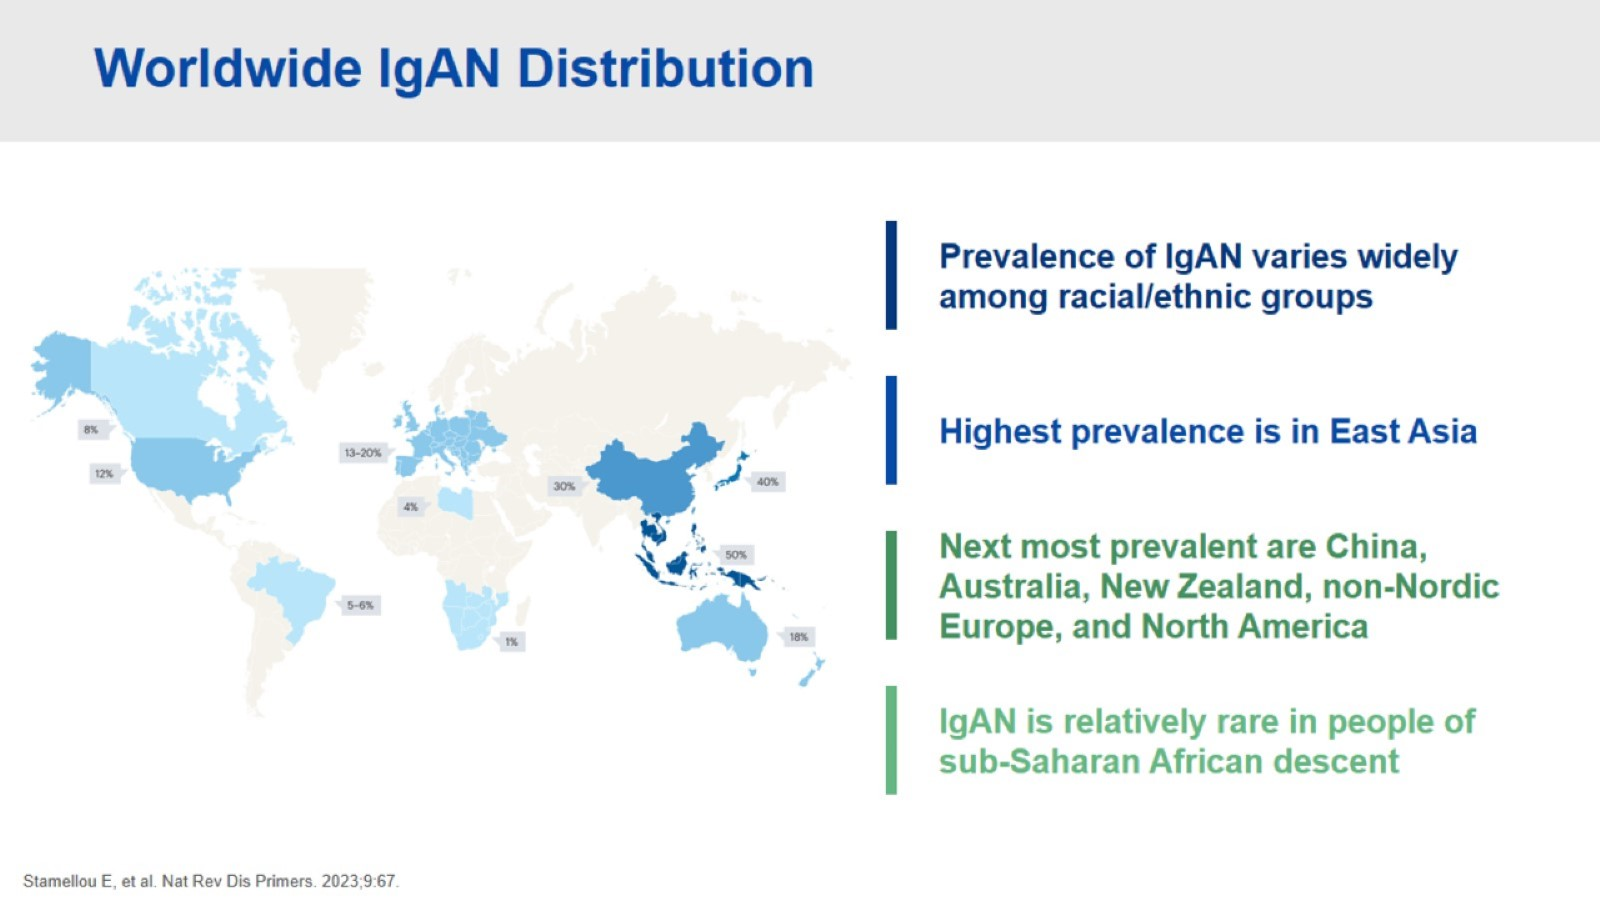 Worldwide IgAN Distribution
8%
12%
13-20%
4%
5-6%
1%
30%
40%
50%
18%
Prevalence of IgAN varies widely
among racial/ethnic groups
Highest prevalence is in East Asia
Next most prevalent are China,
Australia, New Zealand, non-Nordic
Europe, and North America
IgAN is relatively rare in people of
sub-Saharan African descent
Stamellou E, et al. Nat Rev Dis Primers. 2023;9:67.